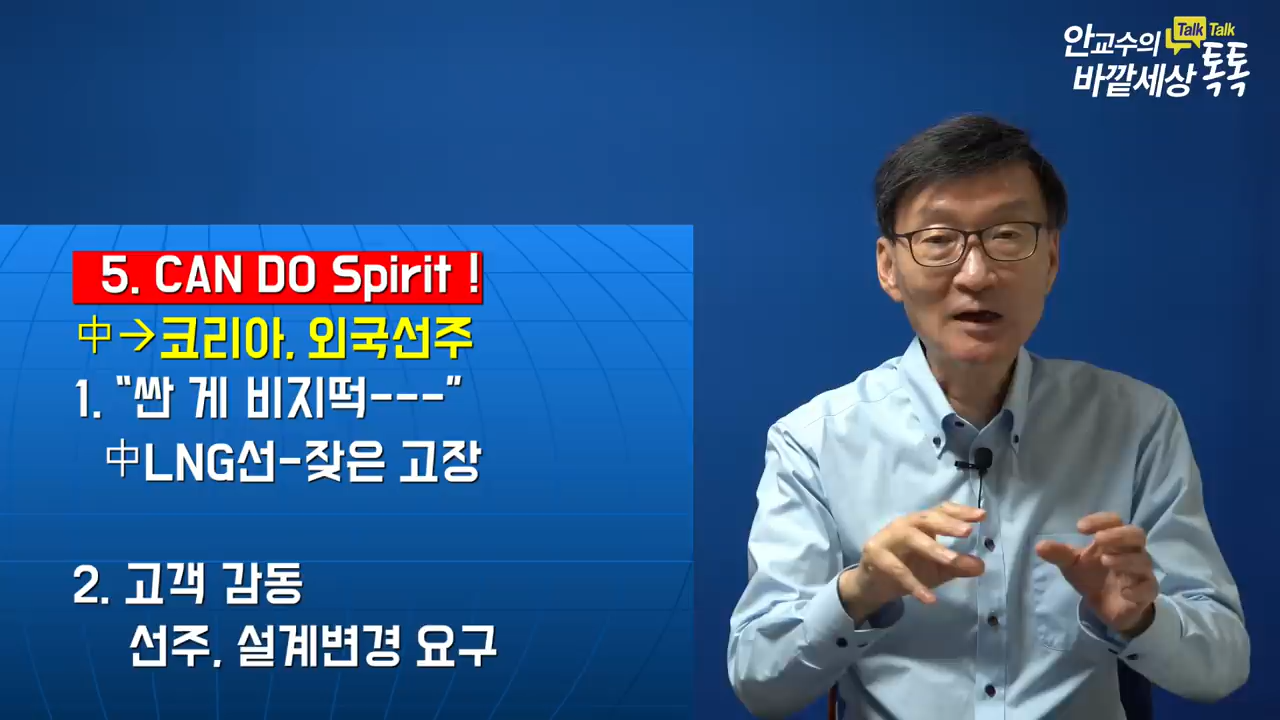 안교수의 Talk Talk
바깥세상 톡톡
5. CAN DO Spirit !
中→코리아, 외국선주
1. “싼 게 비지떡---”
中LNG선-잦은 고장
2. 고객 감동
선주, 설계변경 요구